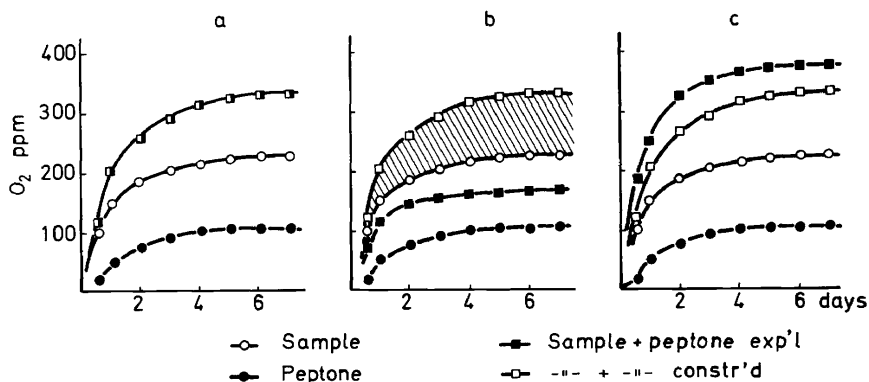 a b c
400
300
200
100
O₂ ppm
2 4 6
2 4 6
2 4 6 days
Sample
Peptone
Sample + peptone exp'l
-"- + -"- constr'd